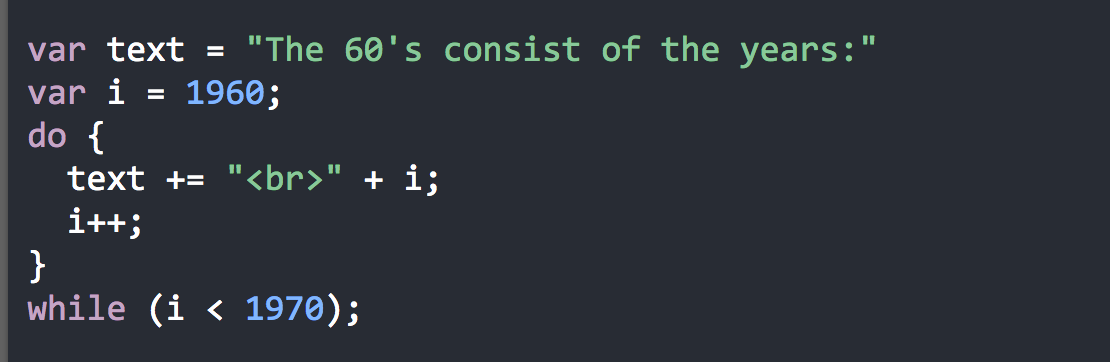 var text = "The 60's consist of the years:"
var i = 1960;
do {
  text += "<br>" + i;
  i++;
}
while (i < 1970);